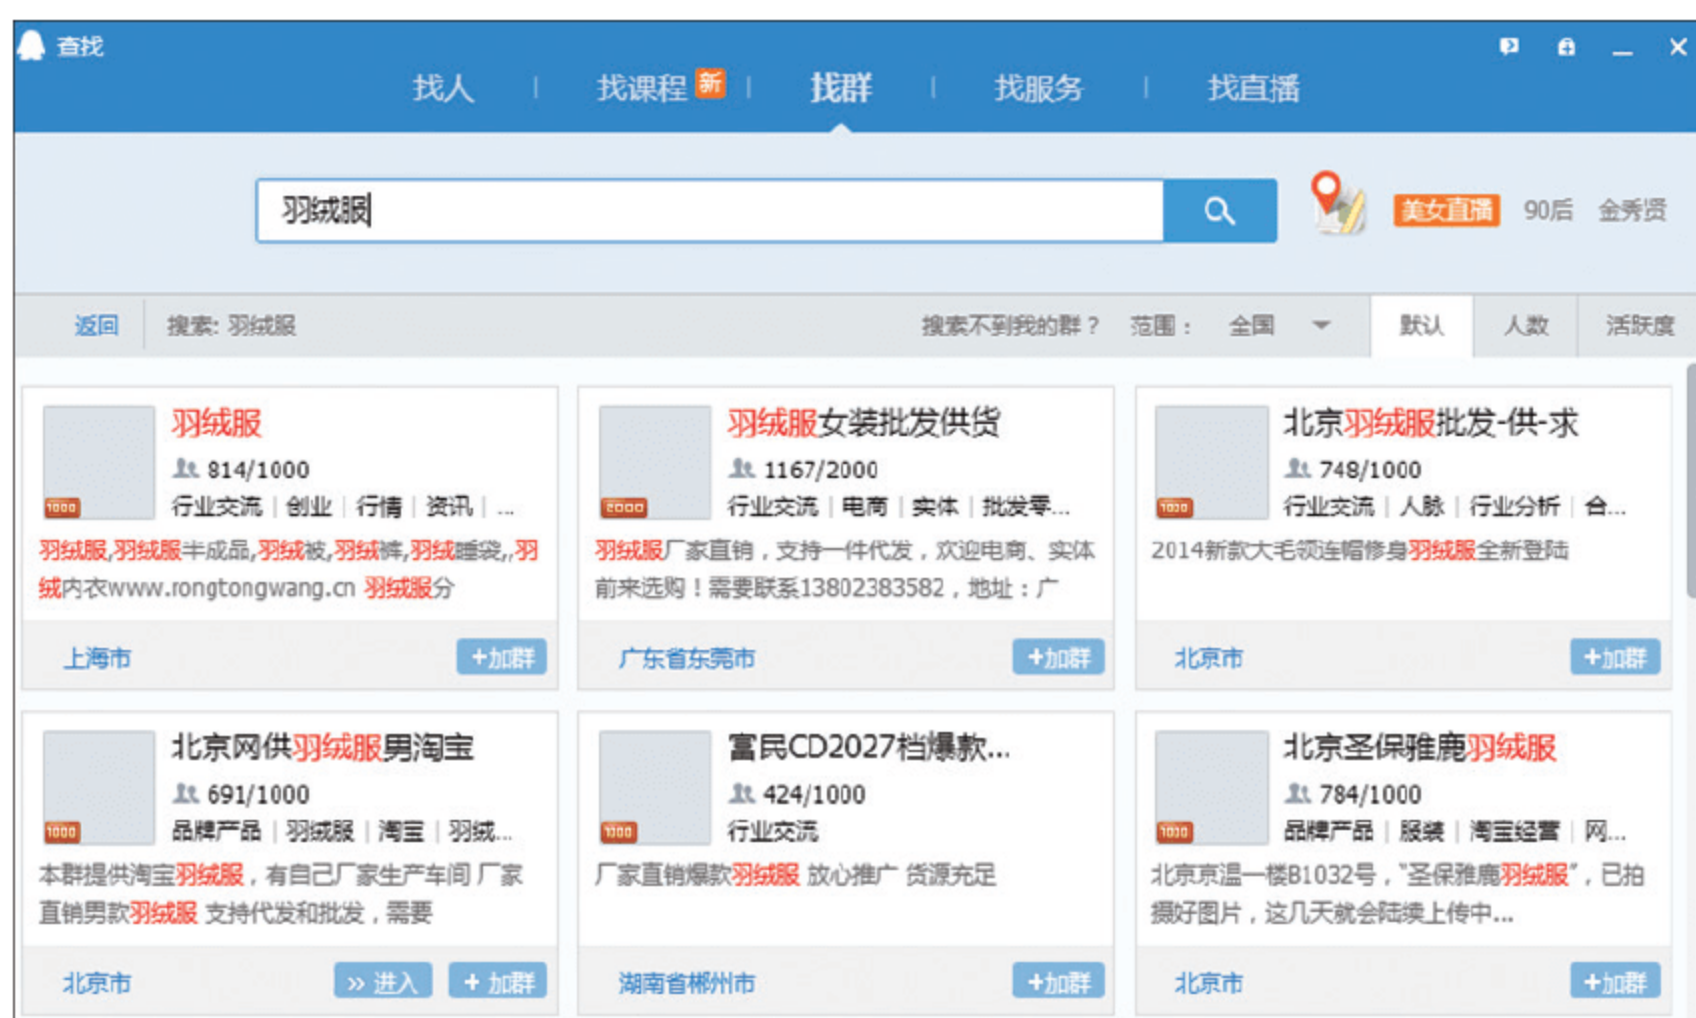 查找
找人
找课程 新
找群
找服务
找直播
羽绒服
美女直播 90后 金秀贤
返回 搜索: 羽绒服 搜索不到我的群？ 范围： 全国 默认 人数 活跃度
羽绒服
814/1000
行业交流 | 创业 | 行情 | 资讯 | ...
1000
羽绒服,羽绒服半成品,羽绒被,羽绒裤,羽绒睡袋,,羽
绒内衣www.rongtongwang.cn 羽绒服分
上海市 +加群
羽绒服女装批发供货
1167/2000
行业交流 | 电商 | 实体 | 批发零...
2000
羽绒服厂家直销，支持一件代发，欢迎电商、实体
前来选购！需要联系13802383582，地址：广
广东省东莞市 +加群
北京羽绒服批发-供-求
748/1000
行业交流 | 人脉 | 行业分析 | 合...
1000
2014新款大毛领连帽修身羽绒服全新登陆
北京市 +加群
北京网供羽绒服男淘宝
691/1000
品牌产品 | 羽绒服 | 淘宝 | 羽绒...
1000
本群提供淘宝羽绒服，有自己厂家生产车间 厂家
直销男款羽绒服 支持代发和批发，需要
北京市 » 进入 + 加群
富民CD2027档爆款...
424/1000
行业交流
1000
厂家直销爆款羽绒服 放心推广 货源充足
湖南省郴州市 +加群
北京圣保雅鹿羽绒服
784/1000
品牌产品 | 服装 | 淘宝经营 | 网...
1000
北京京温一楼B1032号，“圣保雅鹿羽绒服”，已拍
摄好图片，这几天就会陆续上传中...
北京市 +加群